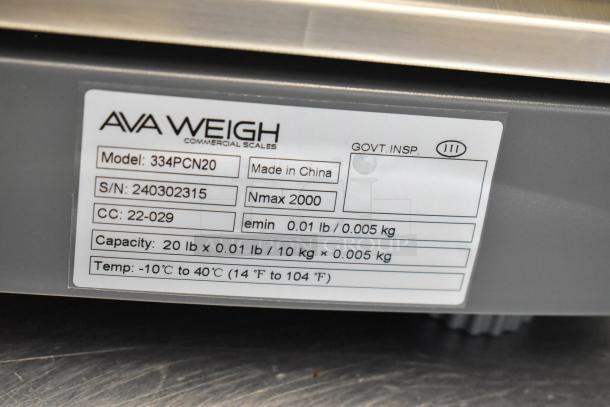 AVA WEIGH
COMMERCIAL SCALES
GOVT. INSP. III
Model: 334PCN20
Made in China
S/N: 240302315
Nmax 2000
CC: 22-029
emin 0.01 lb / 0.005 kg
Capacity: 20 lb x 0.01 lb / 10 kg × 0.005 kg
Temp: -10℃ to 40℃ (14 ℉ to 104 ℉)